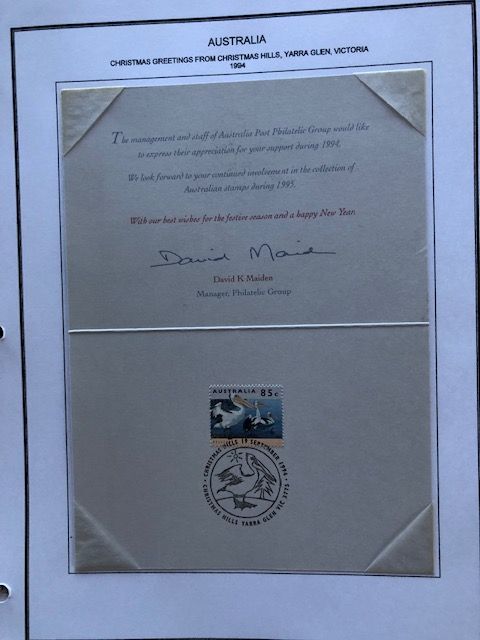 AUSTRALIA
CHRISTMAS GREETINGS FROM CHRISTMAS HILLS, YARRA GLEN, VICTORIA
1994
The management and staff of Australia Post Philatelic Group would like
to express their appreciation for your support during 1994.
We look forward to your continued involvement in the collection of
Australian stamps during 1995.
With our best wishes for the festive season and a happy New Year.
David Maiden
David K Maiden
Manager, Philatelic Group
AUSTRALIA 85c
CHRISTMAS HILLS 19 SEPTEMBER 1994
CHRISTMAS HILLS YARRA GLEN VIC 3775